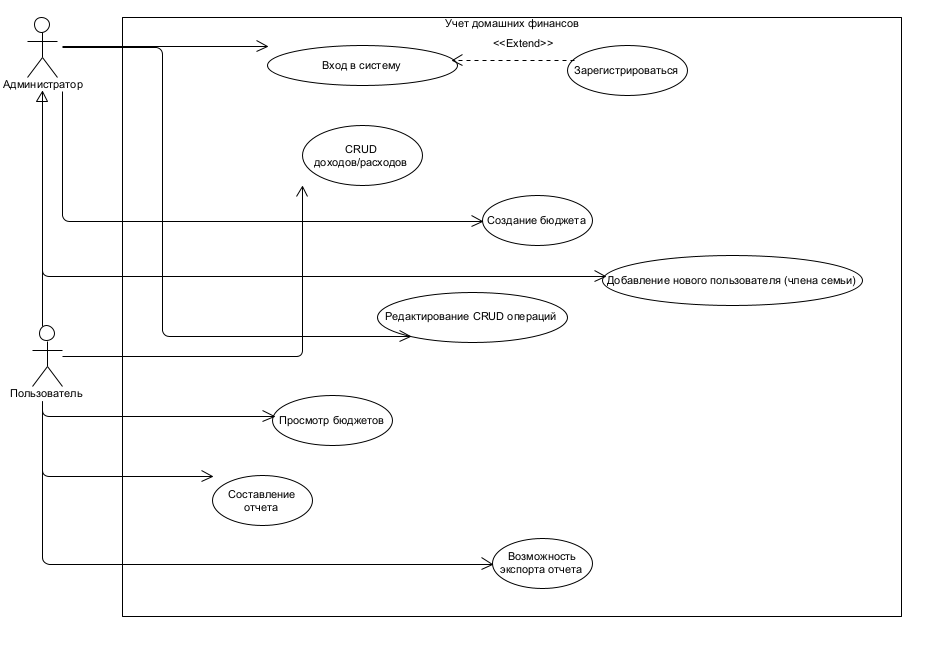 Учет домашних финансов
<<Extend>>
Вход в систему
Зарегистрироваться
Администратор
CRUD
доходов/расходов
Создание бюджета
Добавление нового пользователя (члена семьи)
Редактирование CRUD операций
Пользователь
Просмотр бюджетов
Составление
отчета
Возможность
экспорта отчета